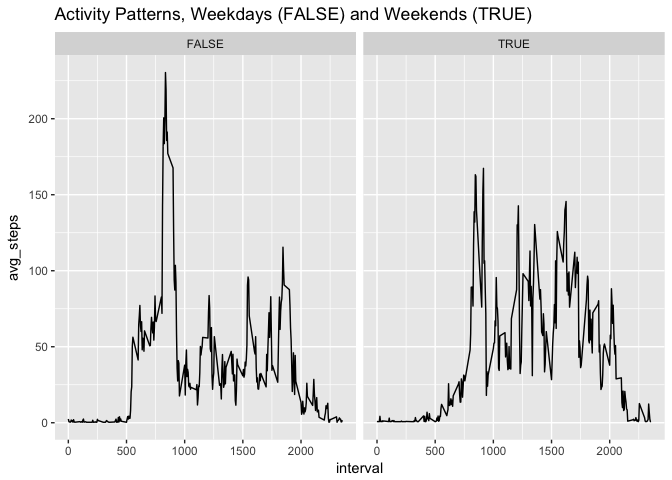 Activity Patterns, Weekdays (FALSE) and Weekends (TRUE)
FALSE TRUE
200
150
100
50
0
avg_steps
0 500 1000 1500 2000 0 500 1000 1500 2000
interval